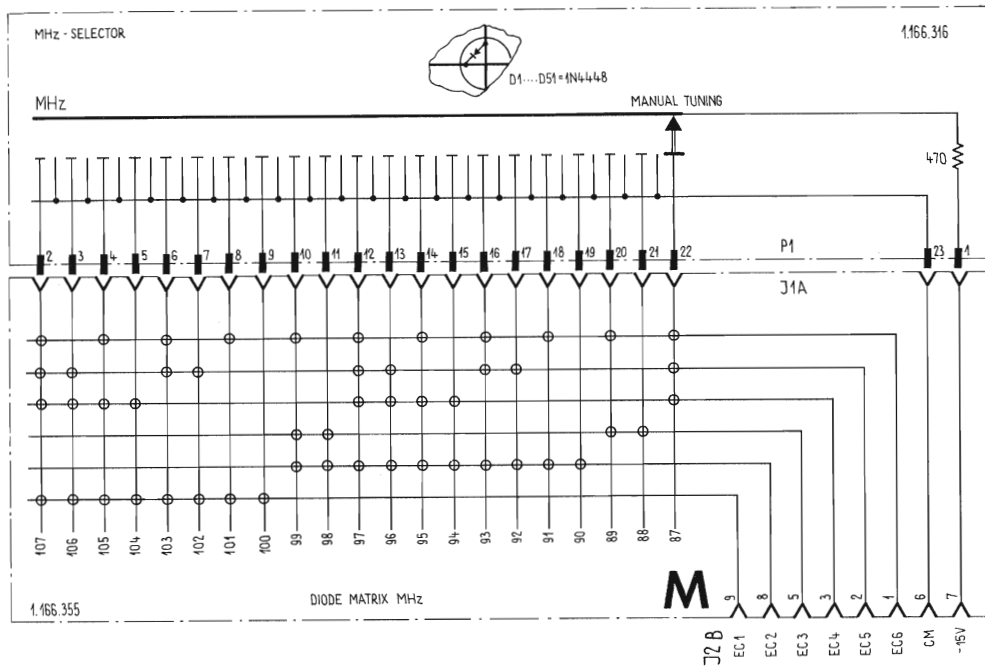 MHz - SELECTOR
1.166.316
D1....D51=1N4448
MHz
MANUAL TUNING
470
2 3 4 5 6 7 8 9 10 11 12 13 14 15 16 17 18 19 20 21 22
P1
23 1
J1A
107 106 105 104 103 102 101 100 99 98 97 96 95 94 93 92 91 90 89 88 87
1.166.355
DIODE MATRIX MHz
M
9 8 5 3 2 1 6 7
J2B
EC1 EC2 EC3 EC4 EC5 EC6 CM -15V